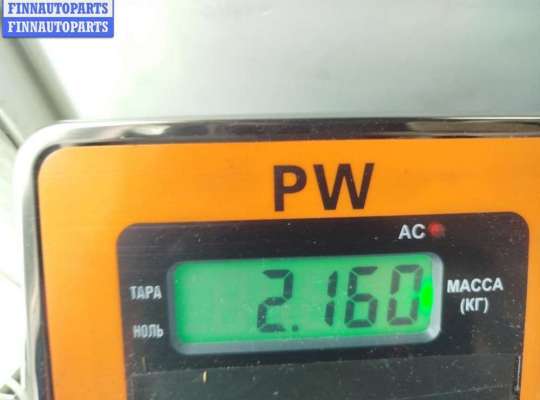 FINNAUTOPARTS
FINNAUTOPARTS
PW
AC
ТАРА
НОЛЬ
2.160
МАССА
(КГ)